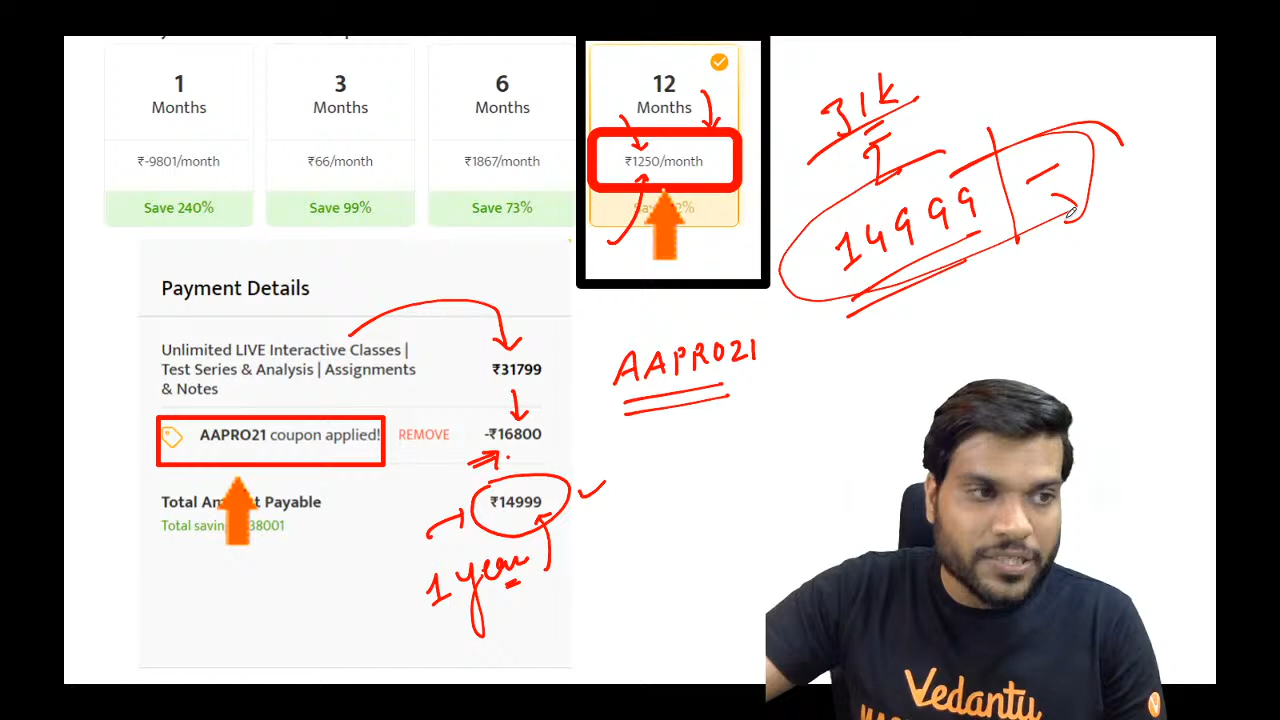 1
Months
₹-9801/month
Save 240%
3
Months
₹66/month
Save 99%
6
Months
₹1867/month
Save 73%
12
Months
₹1250/month
31k
14999
Payment Details
Unlimited LIVE Interactive Classes |
Test Series & Analysis | Assignments
& Notes
₹31799
AAPRO21 coupon applied!
REMOVE
-₹16800
Payable
₹14999
38001
1 year
AAPRO21
Vedantu